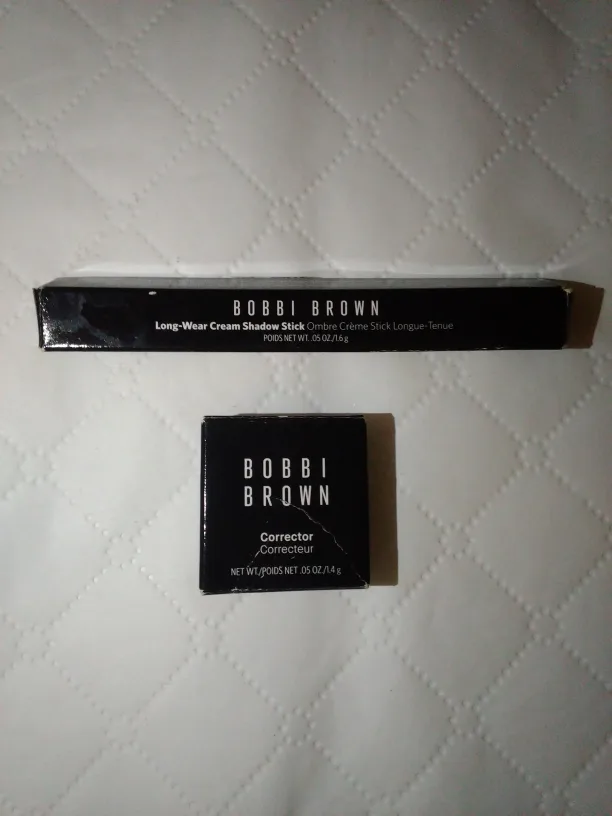 BOBBI BROWN
Long-Wear Cream Shadow Stick Ombre Crème Stick Longue-Tenue
POIDS NET WT. .05 OZ./1.6 g
BOBBI
BROWN
Corrector
Correcteur
NET WT./POIDS NET .05 OZ./1.4 g